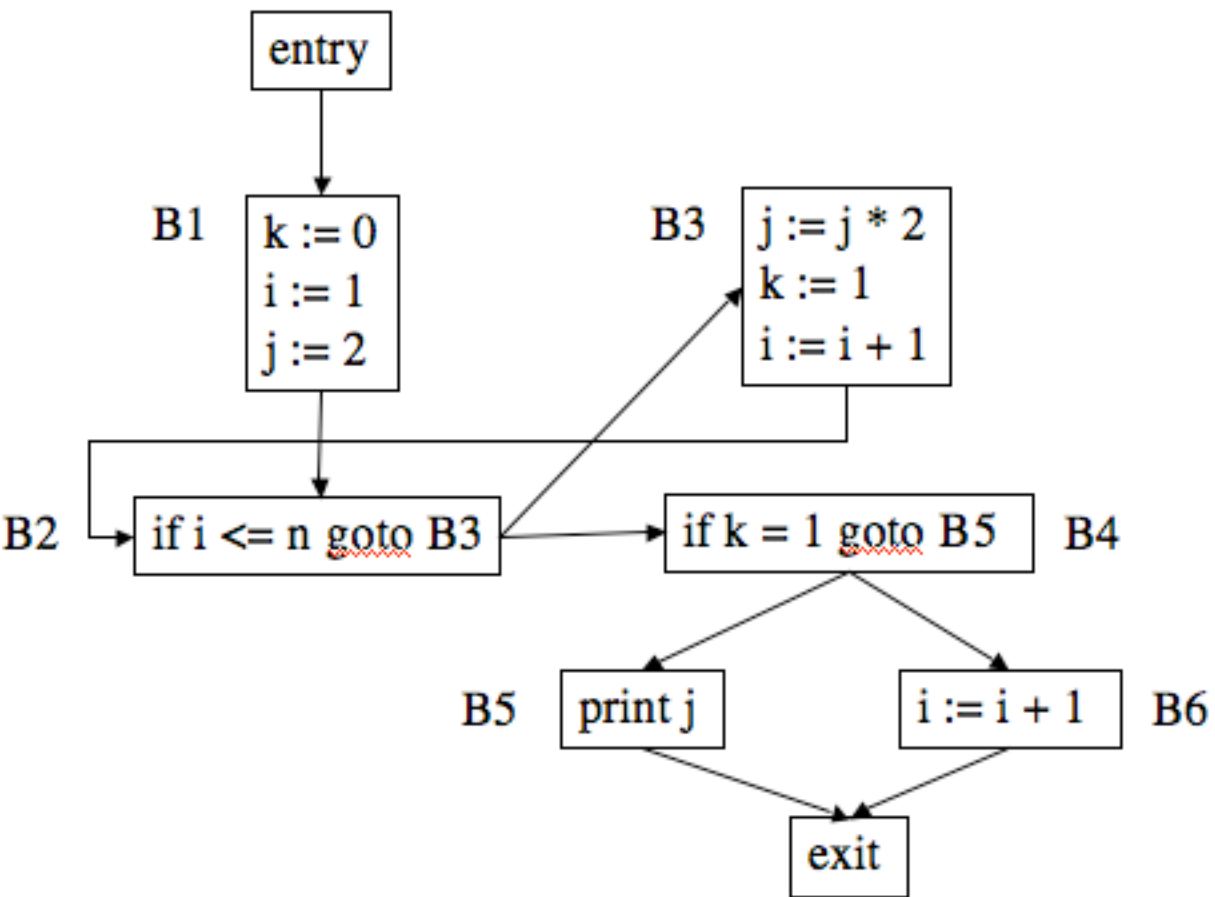 entry
B1
k := 0
i := 1
j := 2
B3
j := j * 2
k := 1
i := i + 1
B2
if i <= n goto B3
if k = 1 goto B5
B4
B5
print j
i := i + 1
B6
exit